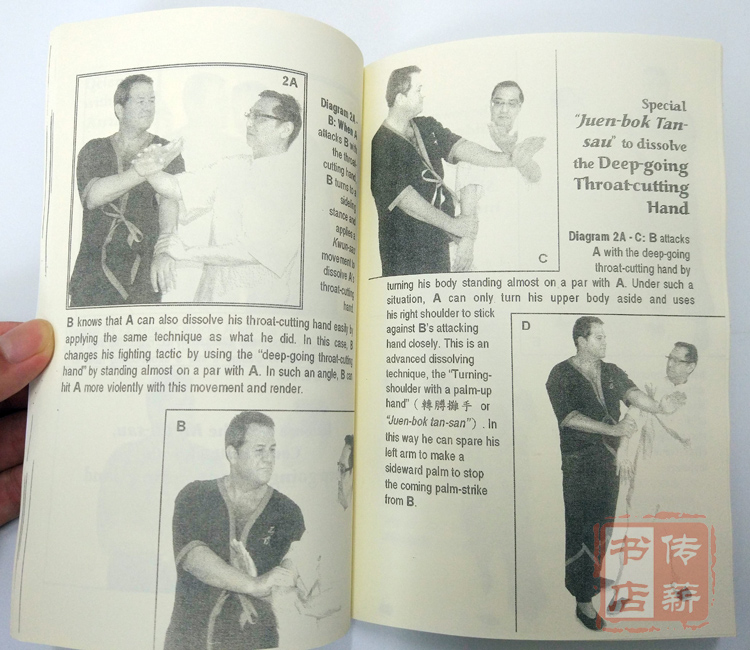 2A
Diagram 2A -
B: When A
attacks B with
the throat-
cutting hand,
B turns to a
sideling
stance and
applies a
Kwun-sau
movement to
dissolve A's
throat-cutting
hand.
B knows that A can also dissolve his throat-cutting hand easily by
applying the same technique as what he did. In this case, B
changes his fighting tactic by using the "deep-going throat-cutting
hand" by standing almost on a par with A. In such an angle, B can
hit A more violently with this movement and render.
B
C
Special
"Juen-bok Tan-
sau" to dissolve
the Deep-going
Throat-cutting
Hand
Diagram 2A - C: B attacks
A with the deep-going
throat-cutting hand by
turning his body standing almost on a par with A. Under such a
situation, A can only turn his upper body aside and uses
his right shoulder to stick
against B's attacking
hand closely. This is an
advanced dissolving
technique, the "Turning-
shoulder with a palm-up
hand" (轉膊攤手 or
"Juen-bok tan-san"). In
this way he can spare his
left arm to make a
sideward palm to stop
the coming palm-strike
from B.
D
传薪
书店